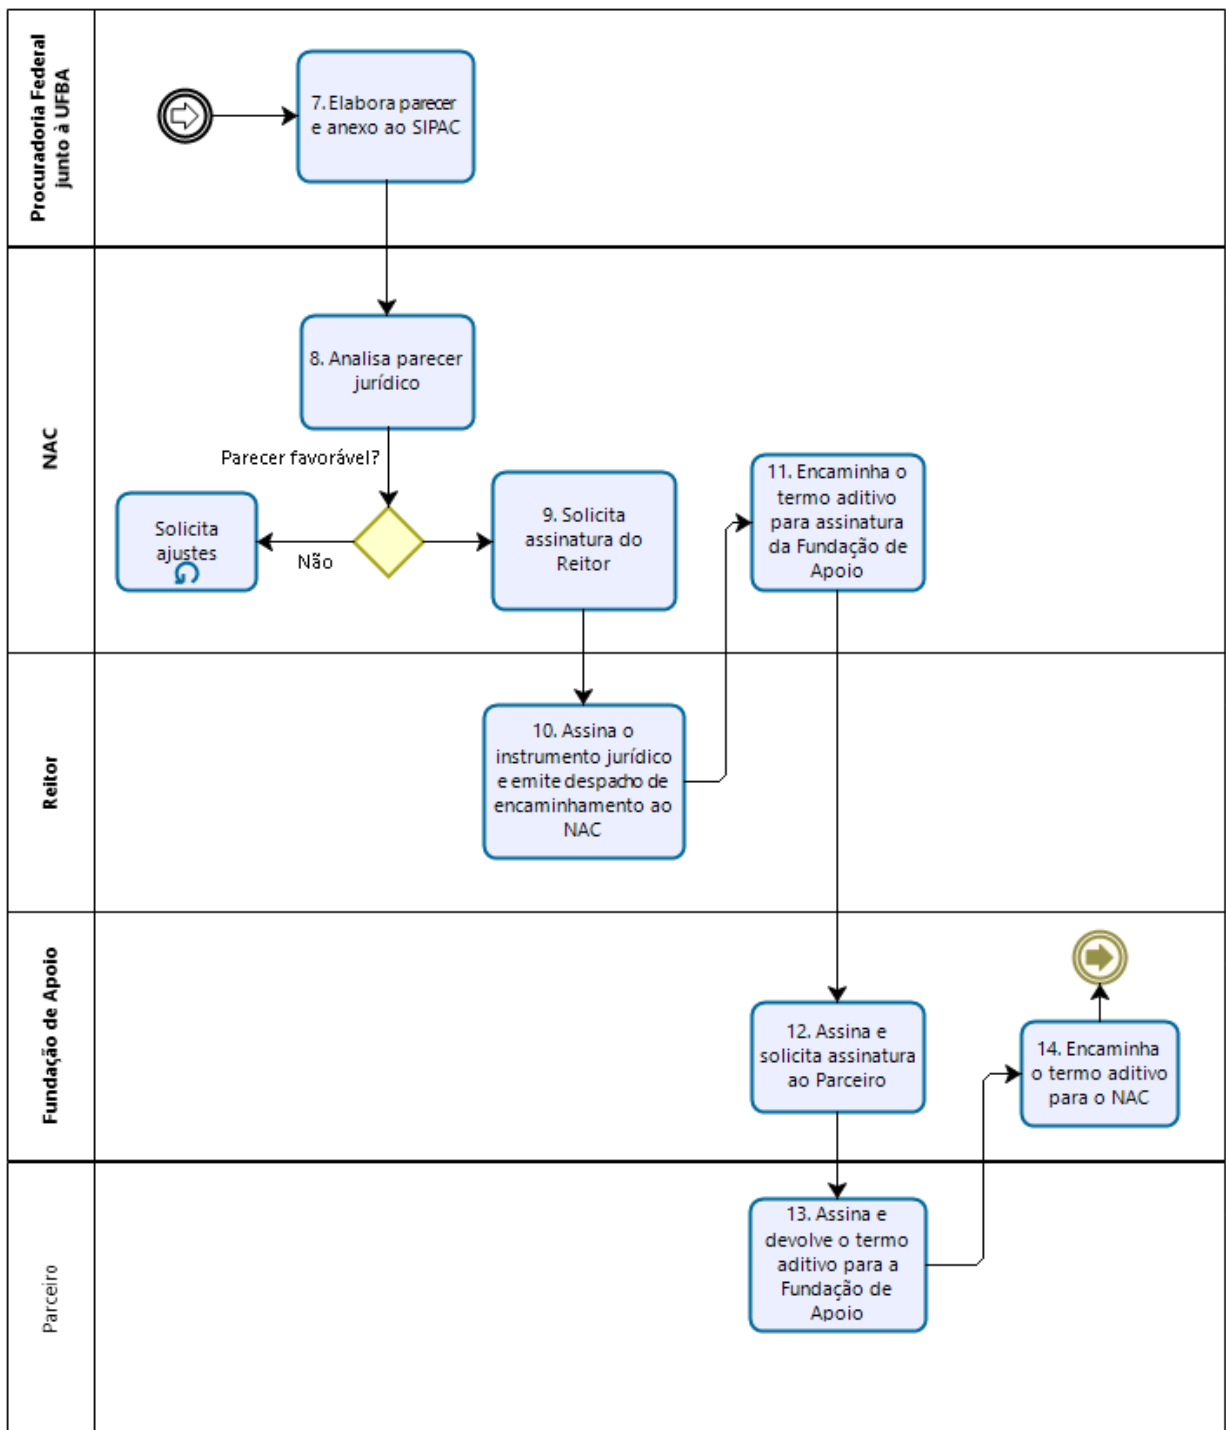 Procuradoria Federal
junto à UFBA
7. Elabora parecer
e anexo ao SIPAC
NAC
8. Analisa parecer
jurídico
Parecer favorável?
Solicita
ajustes
Não
9. Solicita
assinatura do
Reitor
11. Encaminha o
termo aditivo
para assinatura
da Fundação de
Apoio
Reitor
10. Assina o
instrumento jurídico
e emite despacho de
encaminhamento ao
NAC
Fundação de Apoio
12. Assina e
solicita assinatura
ao Parceiro
14. Encaminha
o termo aditivo
para o NAC
Parceiro
13. Assina e
devolve o termo
aditivo para a
Fundação de
Apoio